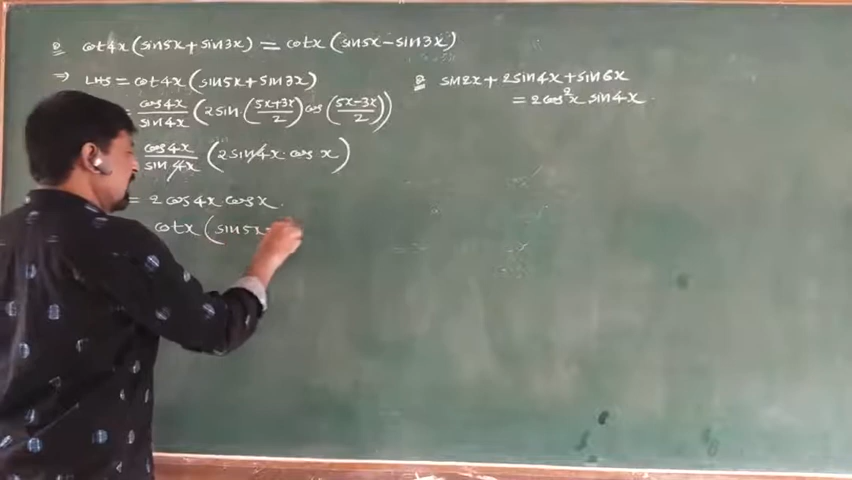 Q cot4x(sin5x+sin3x) = cotx(sin5x-sin3x)
⇒ LHS = cot4x(sin5x+sin3x)
= cos4x/sin4x (2sin.(5x+3x/2)cos(5x-3x/2))
cos4x/sin4x (2sin4x.cos x)
= 2cos4x.cosx.
cotx(sin5x-
Q sin2x+2sin4x+sin6x
=2cos²x sin4x.